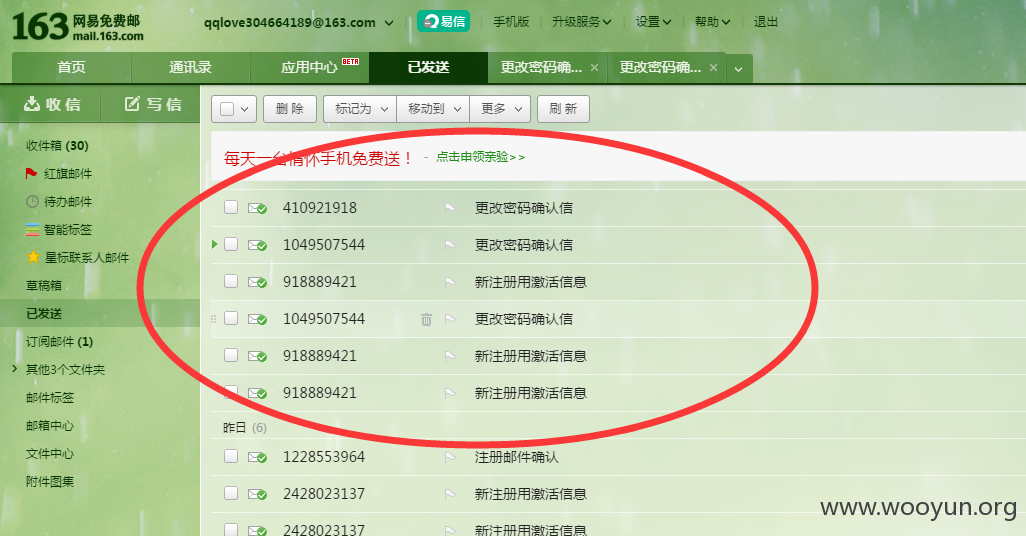 163 网易免费邮 mail.163.com qqlove304664189@163.com 易信 手机版 升级服务 设置 帮助 退出
首页 通讯录 应用中心 BETA 已发送 更改密码确... × 更改密码确... ×
收信 写信 删除 标记为 移动到 更多 刷新
收件箱 (30)
红旗邮件
待办邮件
智能标签
星标联系人邮件
草稿箱
已发送
订阅邮件 (1)
其他3个文件夹
邮件标签
邮箱中心
文件中心
附件图集
每天一台情怀手机免费送! - 点击申领亲验>>
410921918 更改密码确认信
1049507544 更改密码确认信
918889421 新注册用激活信息
1049507544 更改密码确认信
918889421 新注册用激活信息
918889421 新注册用激活信息
昨日 (6)
1228553964 注册邮件确认
2428023137 新注册用激活信息
2428023137 新注册用激活信息
www.wooyun.org